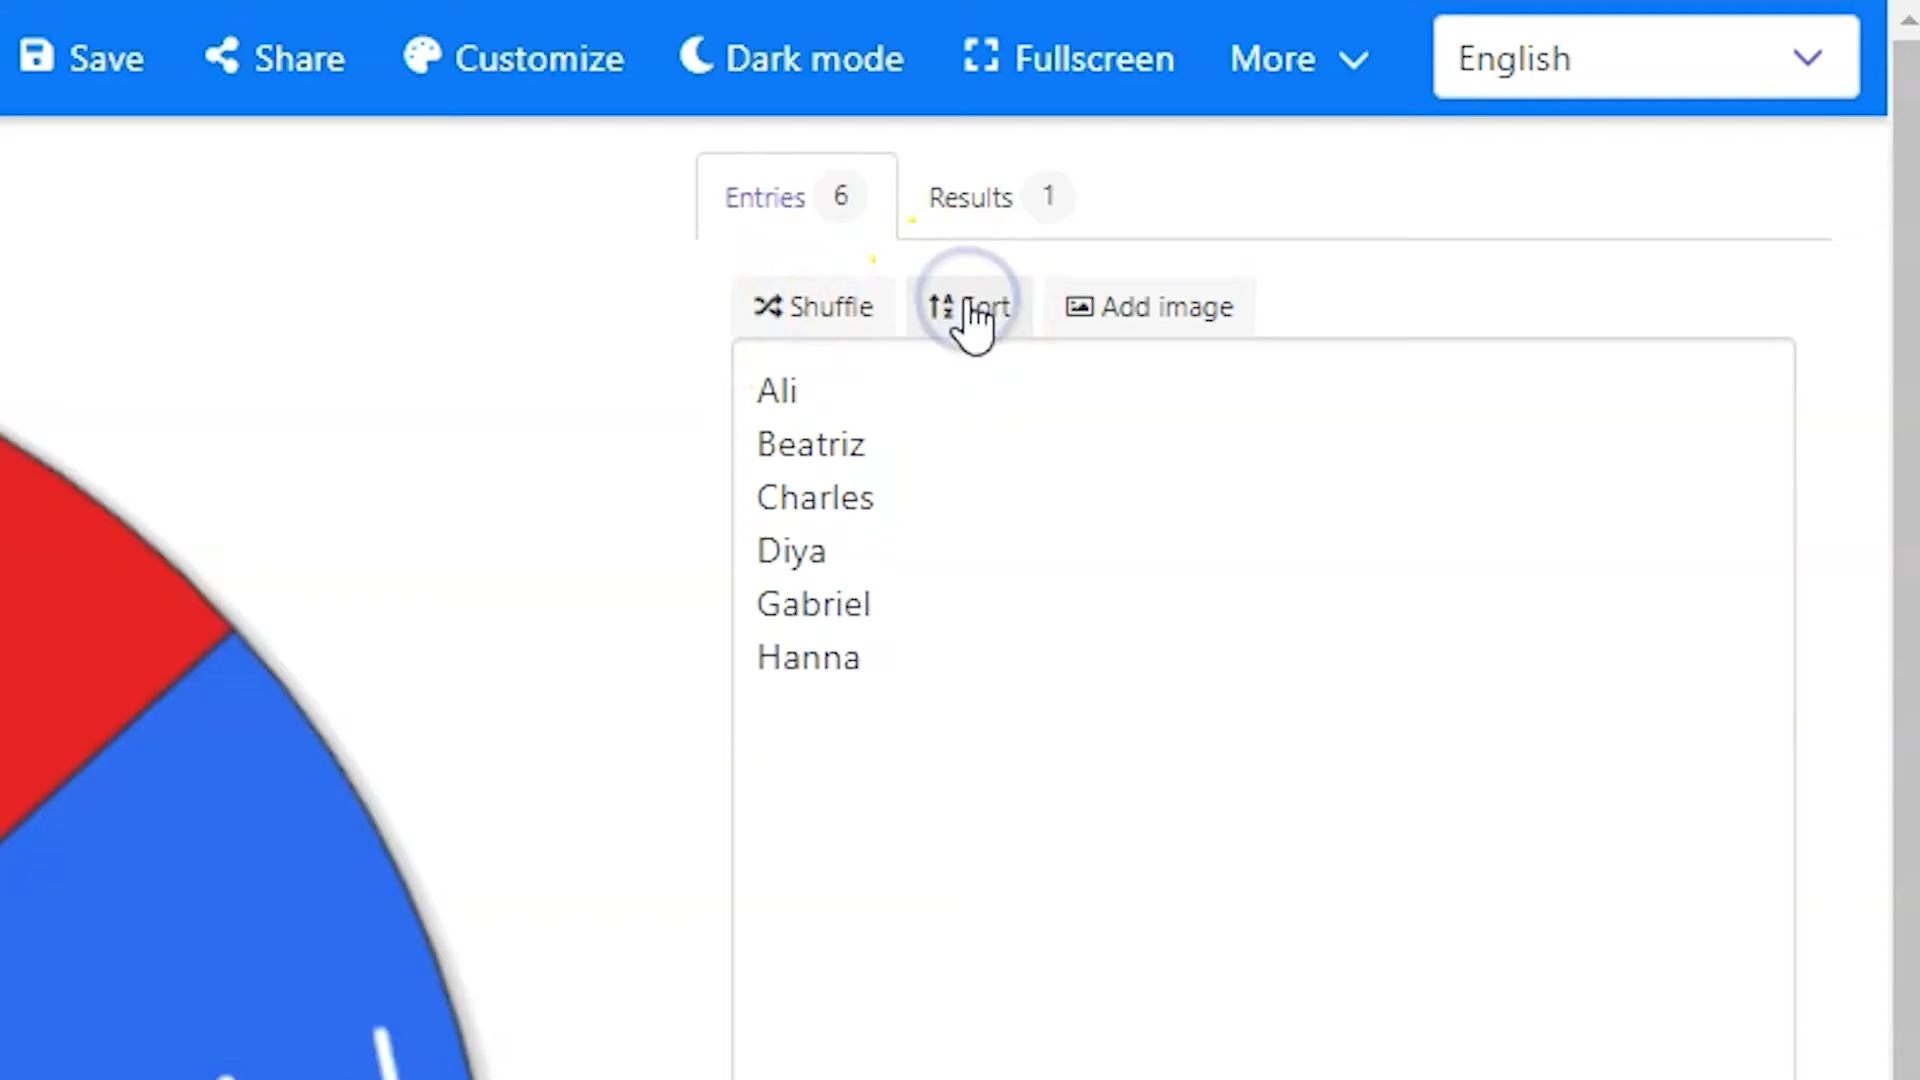 Save Share Customize Dark mode Fullscreen More English
Entries 6 Results 1
Shuffle Sort Add image
Ali
Beatriz
Charles
Diya
Gabriel
Hanna